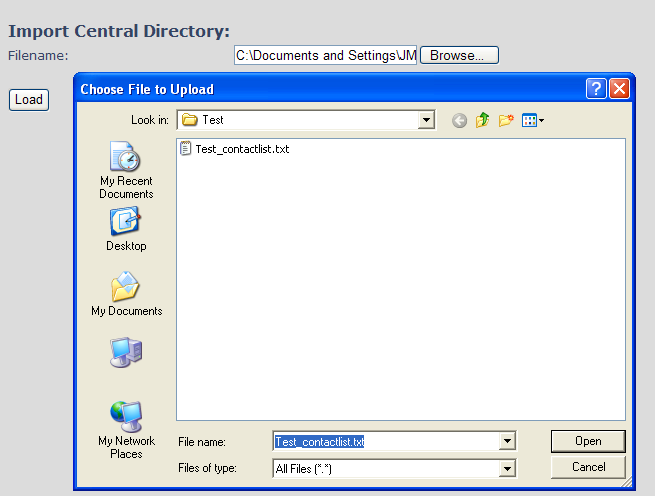 Import Central Directory:
Filename:
C:\Documents and Settings\JM
Browse...
Load
Choose File to Upload
?
Look in:
Test
Test_contactlist.txt
My Recent
Documents
Desktop
My Documents
My Network
Places
File name:
Test_contactlist.txt
Open
Files of type:
All Files (*.*)
Cancel